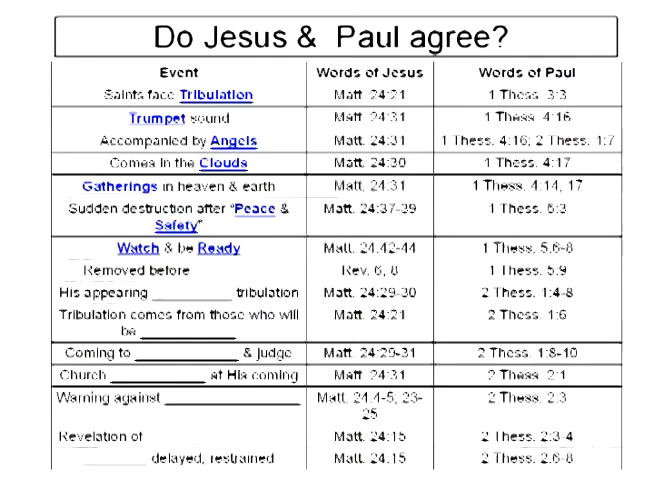 Do Jesus & Paul agree?
Event Words of Jesus Words of Paul
Saints face Tribulation Matt. 24:21 1 Thess. 3:3
Trumpet sound Matt. 24:31 1 Thess. 4:16
Accompanied by Angels Matt. 24:31 1 Thess. 4:16; 2 Thess. 1:7
Comes in the Clouds Matt. 24:30 1 Thess. 4:17
Gatherings in heaven & earth Matt. 24:31 1 Thess. 4:14, 17
Sudden destruction after “Peace & Matt. 24:37-39 1 Thess. 5:3
Safety”
Watch & be Ready Matt. 24.42-44 1 Thess. 5.6-8
Removed before Rev. 6, 8 1 Thess. 5:9
His appearing __________ tribulation Matt. 24:29-30 2 Thess. 1:4-8
Tribulation comes from those who will Matt. 24:21 2 Thess. 1:6
be ____________
Coming to _____________ & judge Matt. 24:29-31 2 Thess. 1:8-10
Church ____________ at His coming Matt. 24:31 2 Thess. 2:1
Warning against _________________ Matt. 24.4-5, 23- 2 Thess. 2:3
25
Revelation of Matt. 24:15 2 Thess. 2:3-4
________ delayed, restrained Matt. 24.15 2 Thess. 2.6-8